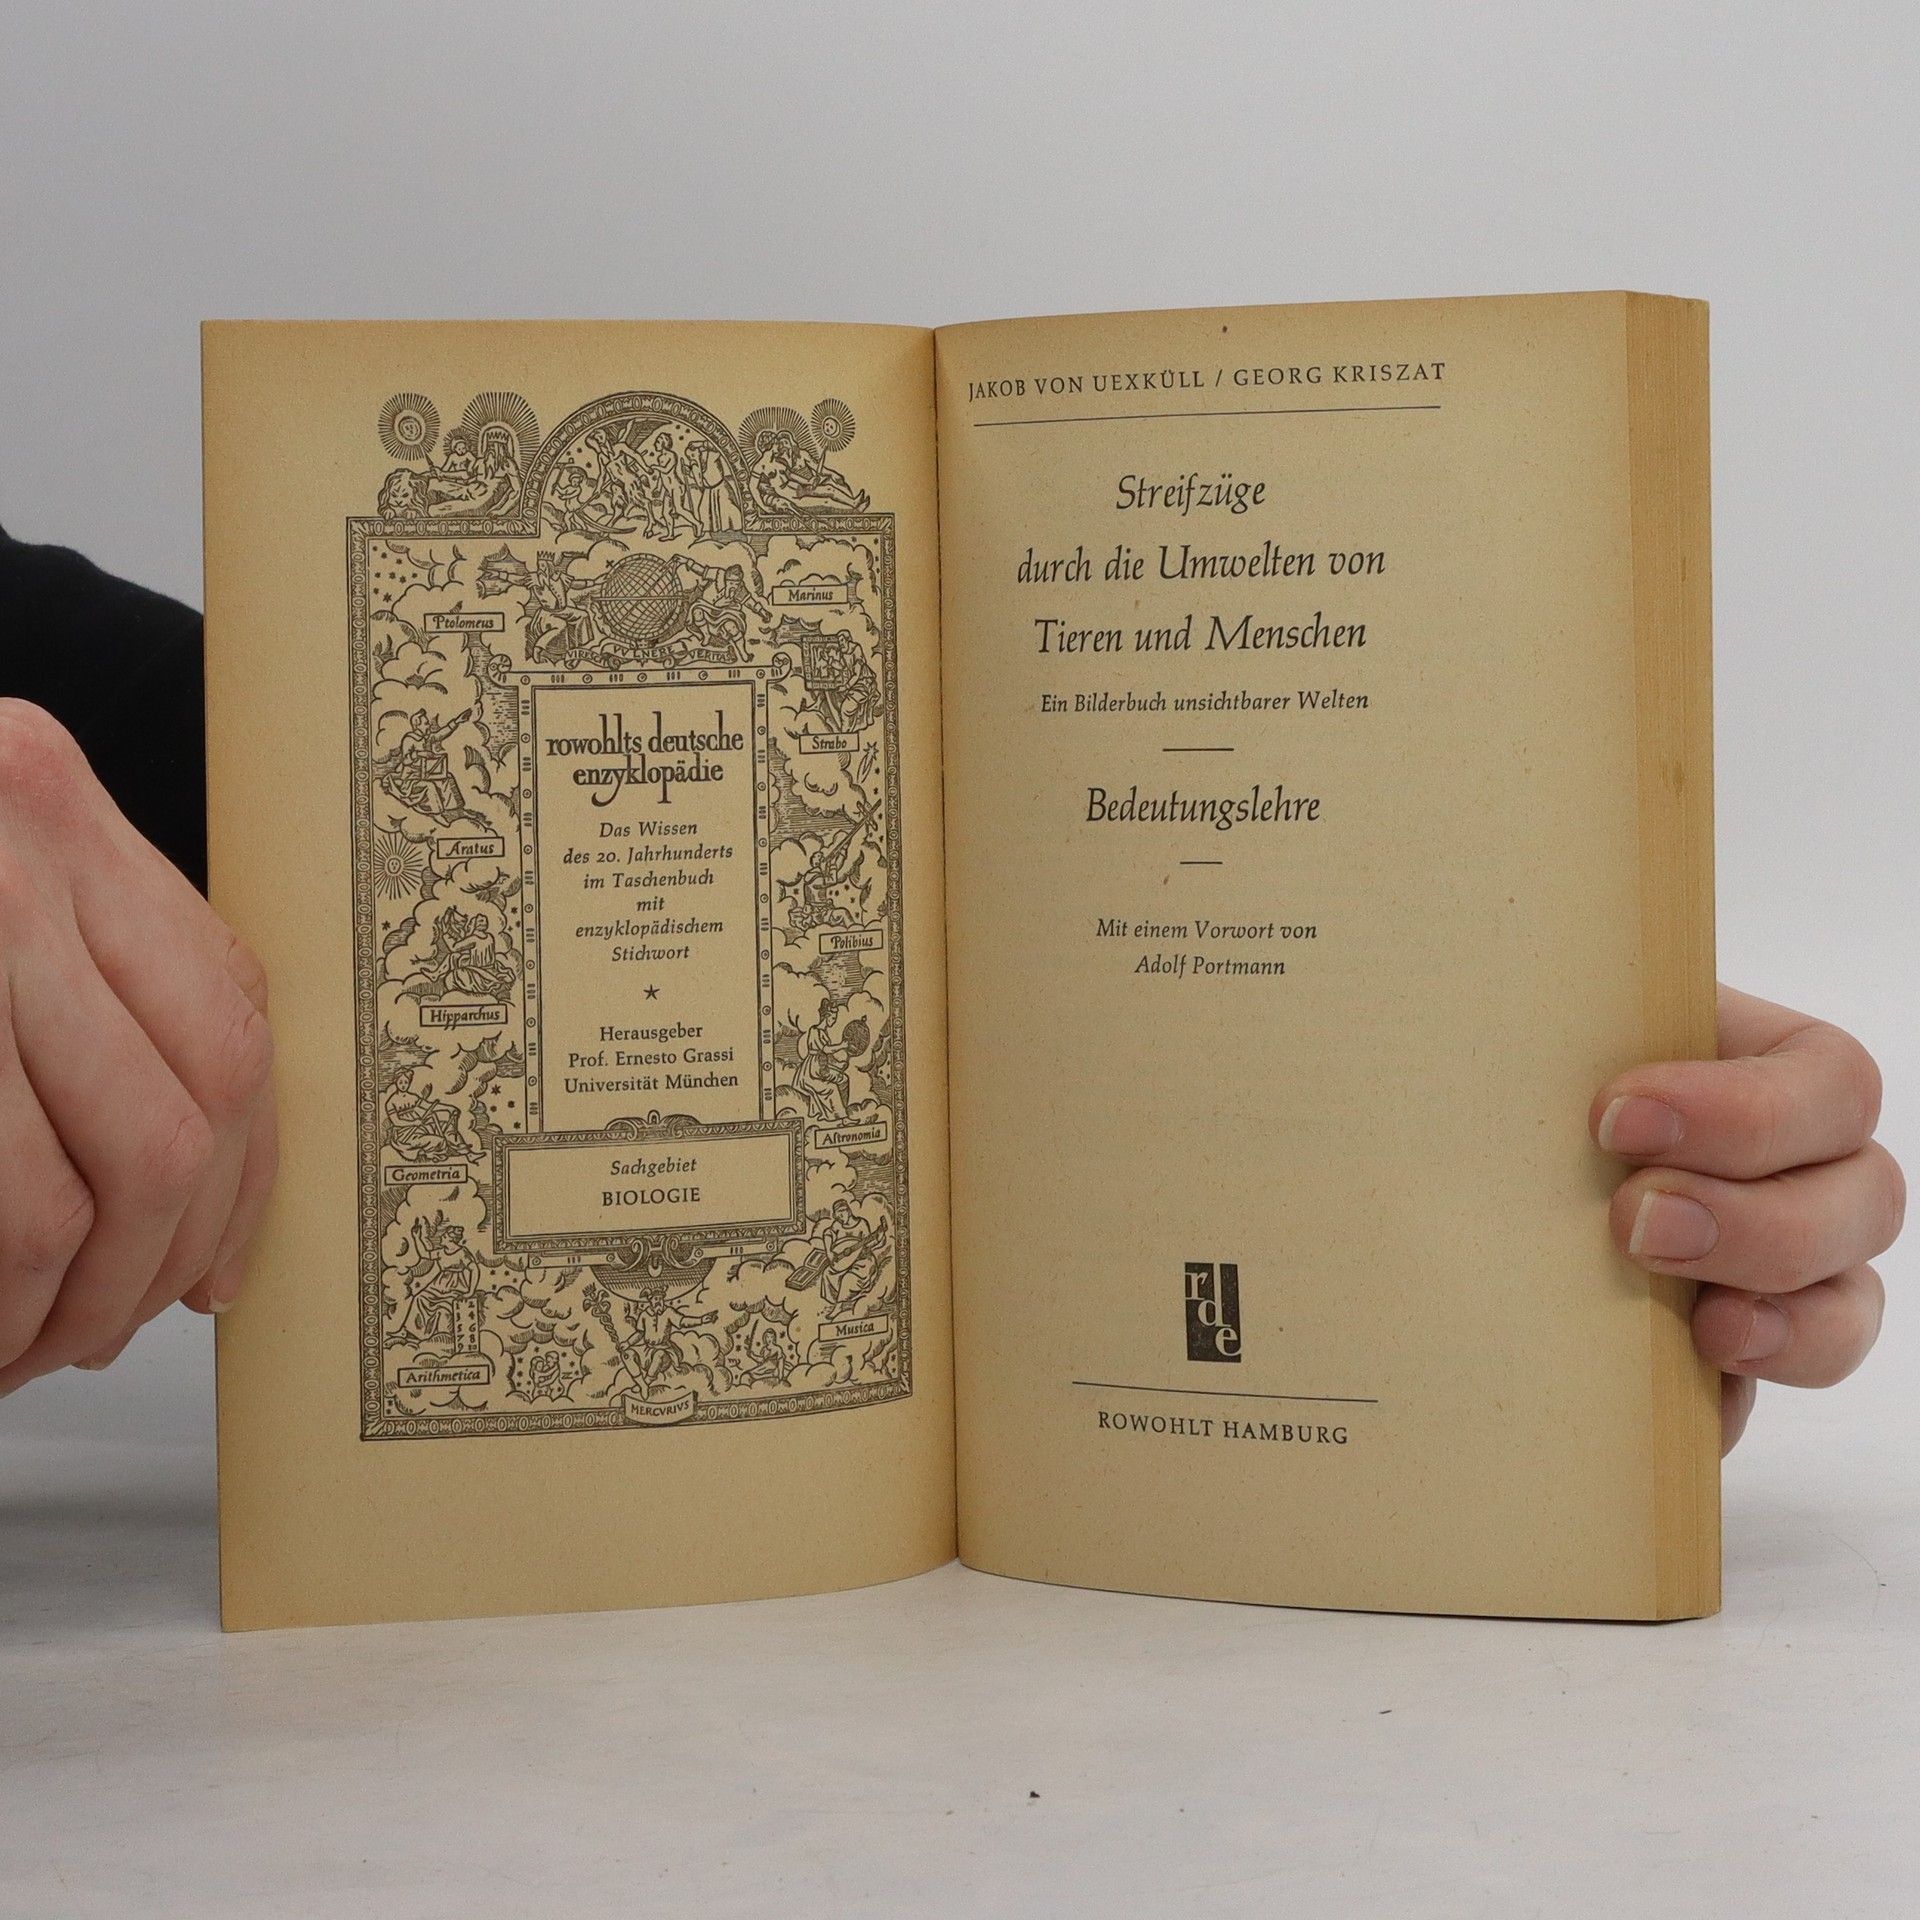 Ptolomeus
Marinus
VIRESCIT VVLNERE VERITAS
Strabo
Aratus
Polibius
Hipparchus
Astronomia
Geometria
Musica
Arithmetica
MERCVRIVS
rowohlts deutsche
enzyklopädie
Das Wissen
des 20. Jahrhunderts
im Taschenbuch
mit
enzyklopädischem
Stichwort
Herausgeber
Prof. Ernesto Grassi
Universität München
Sachgebiet
BIOLOGIE
JAKOB VON UEXKÜLL / GEORG KRISZAT
Streifzüge
durch die Umwelten von
Tieren und Menschen
Ein Bilderbuch unsichtbarer Welten
Bedeutungslehre
Mit einem Vorwort von
Adolf Portmann
rde
ROWOHLT HAMBURG